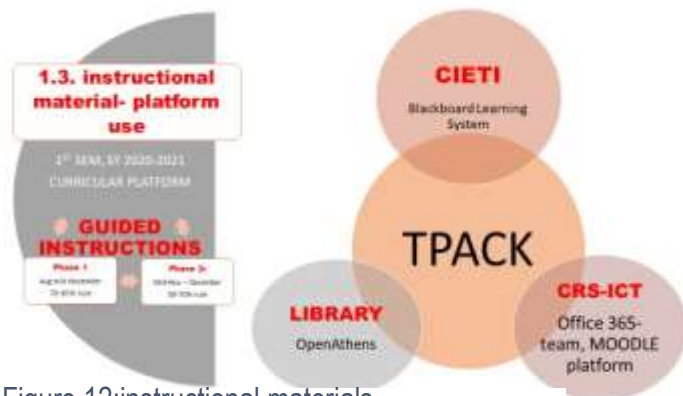 1.3. instructional
material- platform
use
1ST SEM, SY 2020-2021
CURRICULAR PLATFORM
GUIDED
INSTRUCTIONS
Phase 1
Phase 2:
CIETI
Blackboard Learning
System
TPACK
LIBRARY
OpenAthens
CRS-ICT
Office 365-
team, MOODLE
platform
Figure 12:instructional materials